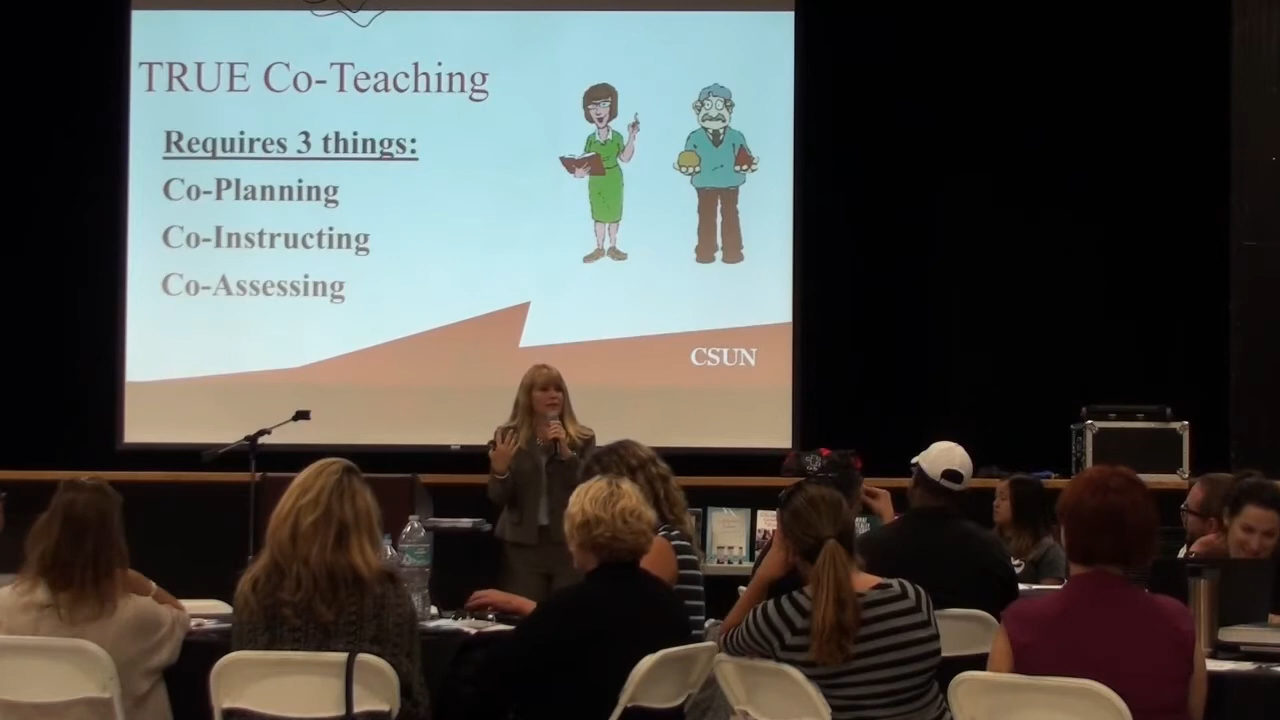 TRUE Co-Teaching
Requires 3 things:
Co-Planning
Co-Instructing
Co-Assessing
CSUN